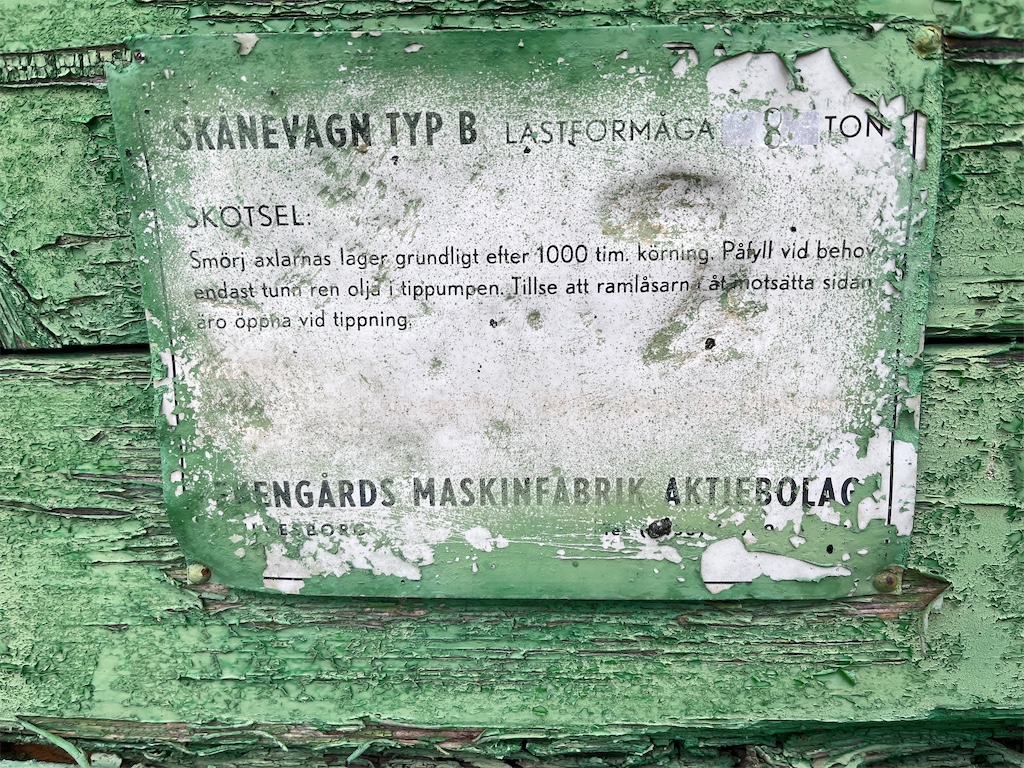 SKÅNEVAGN TYP B LASTFÖRMÅGA 8 TON
SKÖTSEL:
Smörj axlarnas lager grundligt efter 1000 tim. körning. Påfyll vid behov
endast tunn ren olja i tippumpen. Tillse att ramlåsarna i åt motsatta sidan
äro öppna vid tippning.
ENGÅRDS MASKINFABRIK AKTIEBOLAG